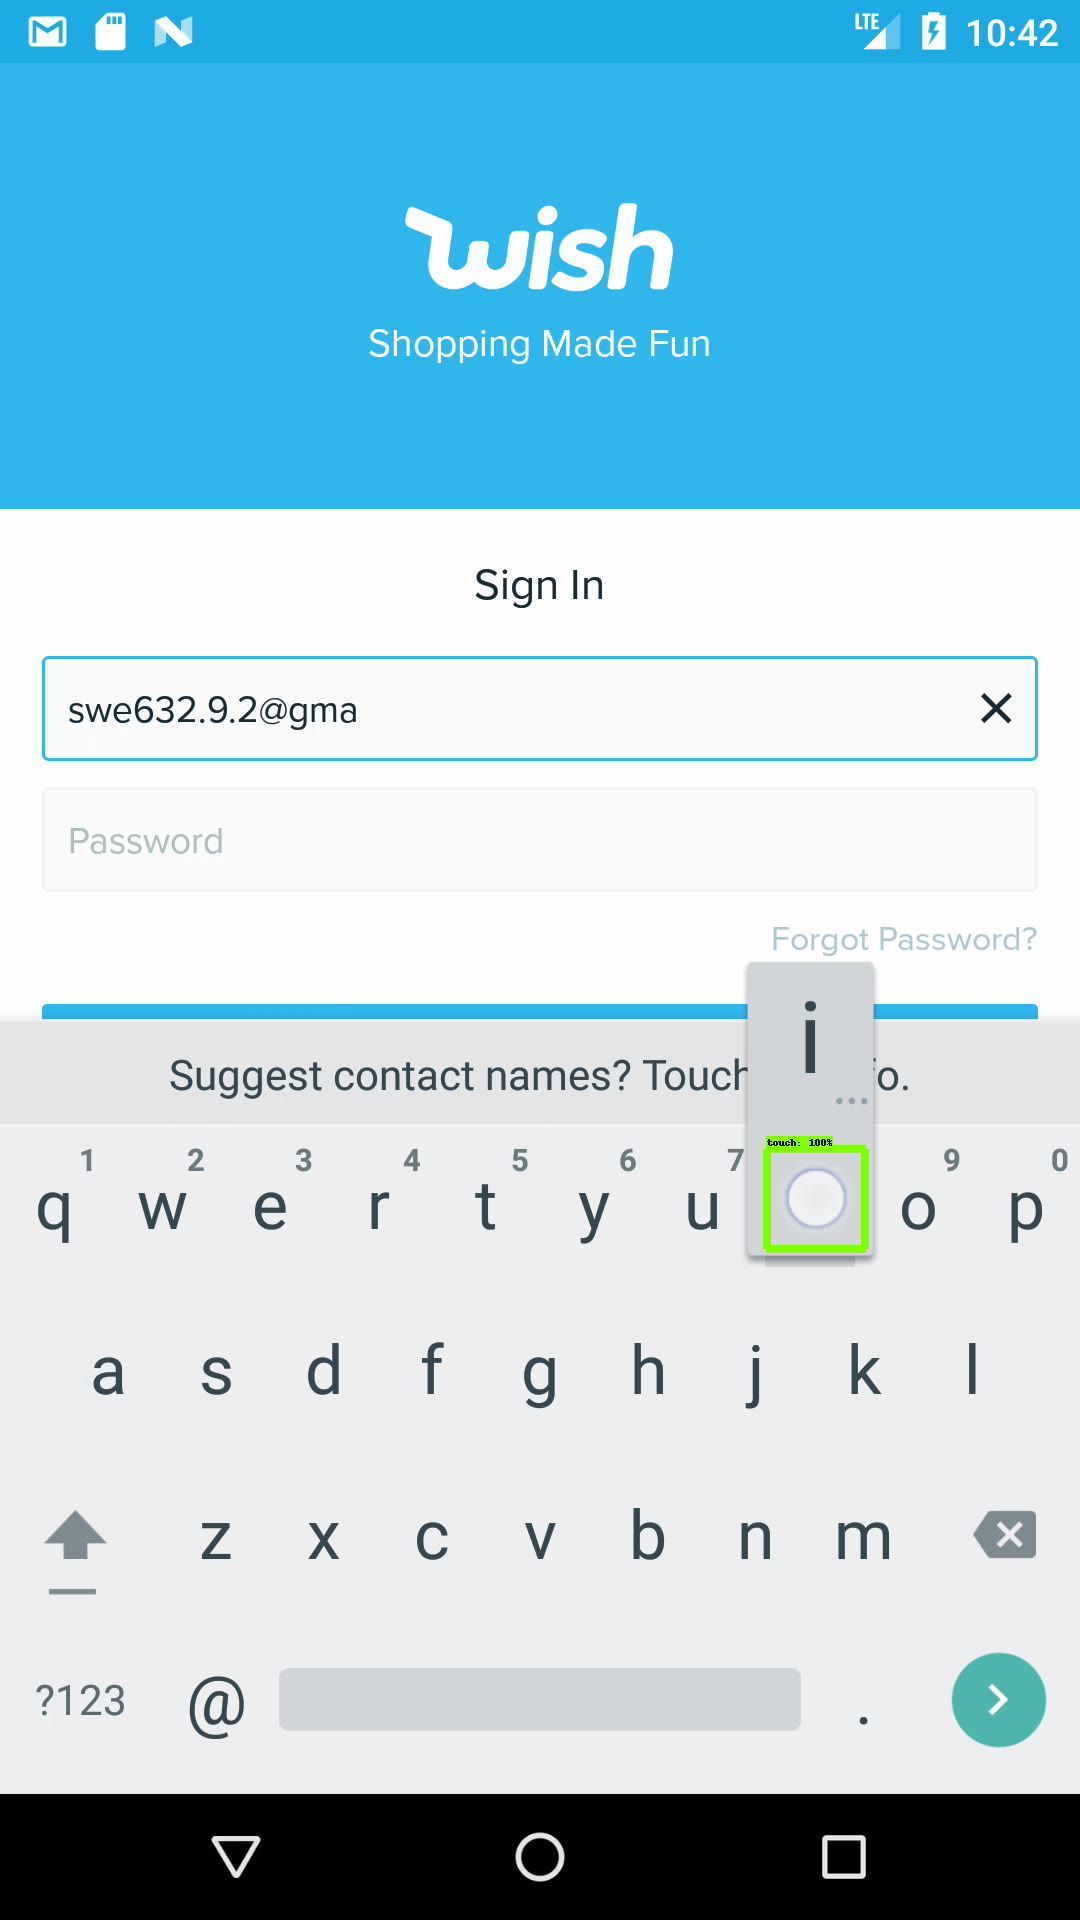 LTE 10:42
wish
Shopping Made Fun
Sign In
swe632.9.2@gma
Password
Forgot Password?
i
Suggest contact names? Touch fo.
touch: 100%
1 2 3 4 5 6 7 9 0
q w e r t y u o p
a s d f g h j k l
z x c v b n m
?123 @ .